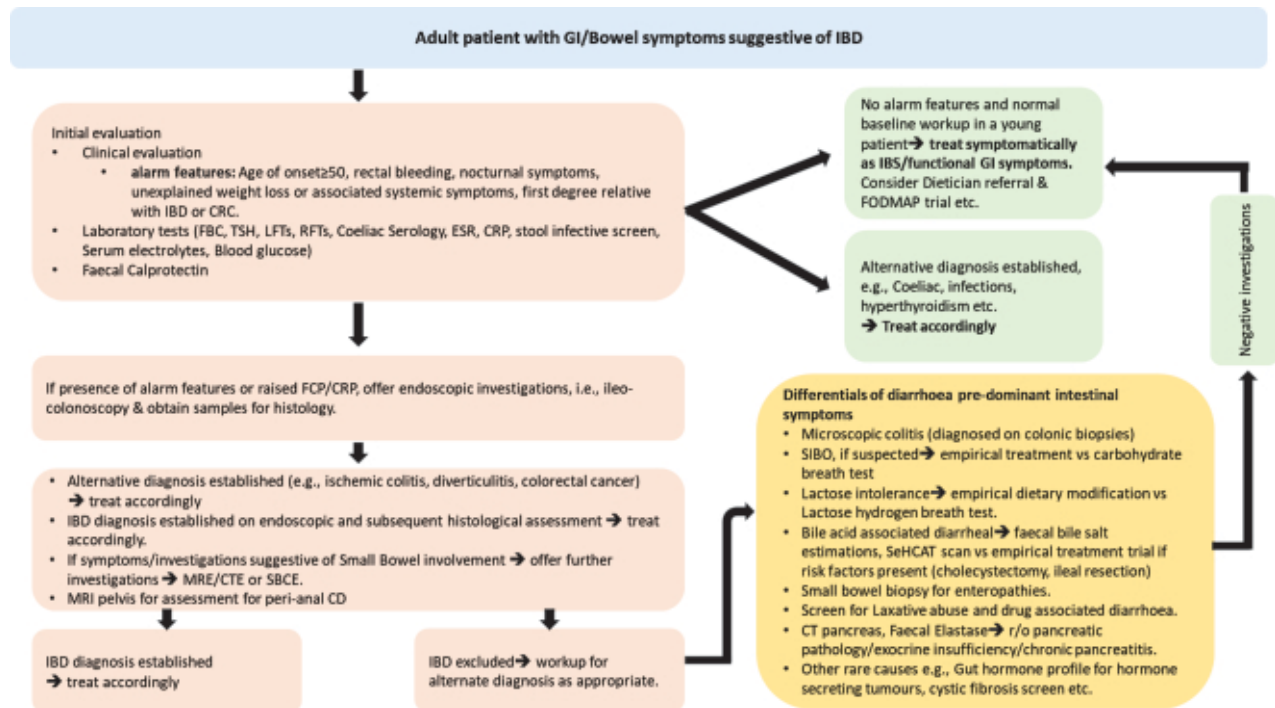 Adult patient with GI/Bowel symptoms suggestive of IBD
Initial evaluation
• Clinical evaluation
• alarm features: Age of onset≥50, rectal bleeding, nocturnal symptoms,
unexplained weight loss or associated systemic symptoms, first degree relative
with IBD or CRC.
• Laboratory tests (FBC, TSH, LFTs, RFTs, Coeliac Serology, ESR, CRP, stool infective screen,
Serum electrolytes, Blood glucose)
• Faecal Calprotectin
No alarm features and normal
baseline workup in a young
patient→ treat symptomatically
as IBS/functional GI symptoms.
Consider Dietician referral &
FODMAP trial etc.
Alternative diagnosis established,
e.g., Coeliac, infections,
hyperthyroidism etc.
→ Treat accordingly
Negative investigations
If presence of alarm features or raised FCP/CRP, offer endoscopic investigations, i.e., ileo-
colonoscopy & obtain samples for histology.
• Alternative diagnosis established (e.g., ischemic colitis, diverticulitis, colorectal cancer)
→ treat accordingly
• IBD diagnosis established on endoscopic and subsequent histological assessment → treat
accordingly.
• If symptoms/investigations suggestive of Small Bowel involvement → offer further
investigations → MRE/CTE or SBCE.
• MRI pelvis for assessment for peri-anal CD
IBD diagnosis established
→ treat accordingly
IBD excluded→ workup for
alternate diagnosis as appropriate.
Differentials of diarrhoea pre-dominant intestinal
symptoms
• Microscopic colitis (diagnosed on colonic biopsies)
• SIBO, if suspected→ empirical treatment vs carbohydrate
breath test
• Lactose intolerance→ empirical dietary modification vs
Lactose hydrogen breath test.
• Bile acid associated diarrheal→ faecal bile salt
estimations, SeHCAT scan vs empirical treatment trial if
risk factors present (cholecystectomy, ileal resection)
• Small bowel biopsy for enteropathies.
• Screen for Laxative abuse and drug associated diarrhoea.
• CT pancreas, Faecal Elastase→ r/o pancreatic
pathology/exocrine insufficiency/chronic pancreatitis.
• Other rare causes e.g., Gut hormone profile for hormone
secreting tumours, cystic fibrosis screen etc.